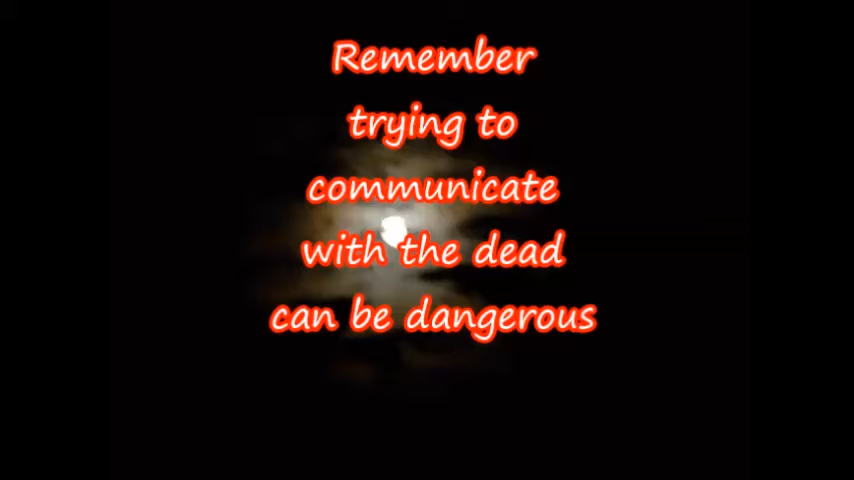 Remember
trying to
communicate
with the dead
can be dangerous